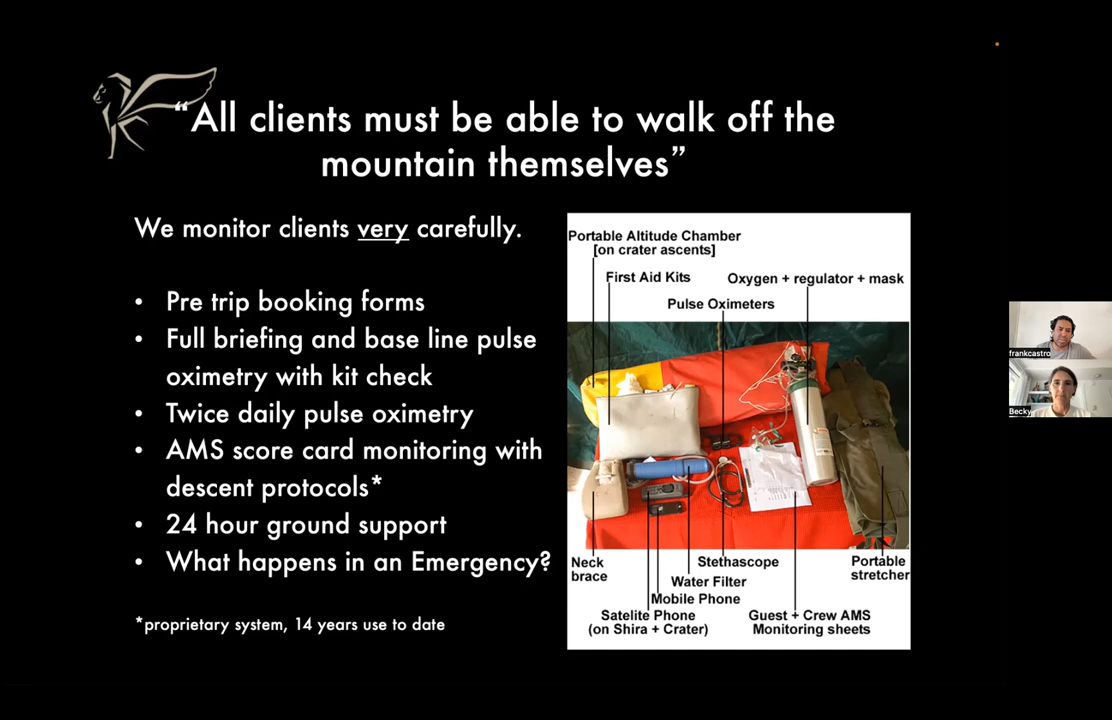 “All clients must be able to walk off the
mountain themselves”
We monitor clients very carefully.
• Pre trip booking forms
• Full briefing and base line pulse
oximetry with kit check
• Twice daily pulse oximetry
• AMS score card monitoring with
descent protocols*
• 24 hour ground support
• What happens in an Emergency?
*proprietary system, 14 years use to date
Portable Altitude Chamber
[on crater ascents]
First Aid Kits
Oxygen + regulator + mask
Pulse Oximeters
Neck
brace
Stethascope
Portable
stretcher
Water Filter
Mobile Phone
Satelite Phone
(on Shira + Crater)
Guest + Crew AMS
Monitoring sheets
frankcastro
Becky